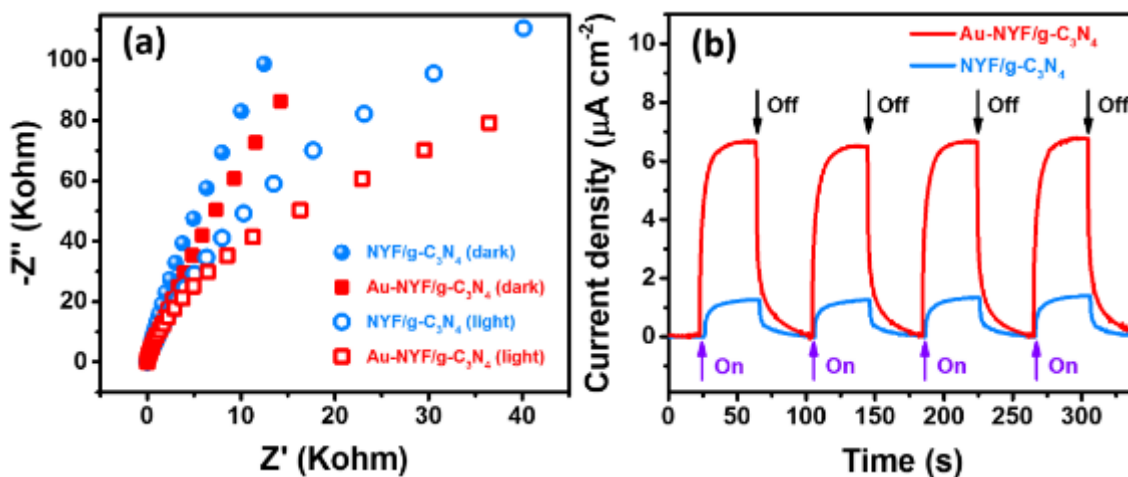 (a)
100
80
60
40
20
0
-Z" (Kohm)
NYF/g-C₃N₄ (dark)
Au-NYF/g-C₃N₄ (dark)
NYF/g-C₃N₄ (light)
Au-NYF/g-C₃N₄ (light)
0 10 20 30 40
Z' (Kohm)
(b)
Au-NYF/g-C₃N₄
NYF/g-C₃N₄
10
8
6
4
2
0
Current density (μA cm⁻²)
Off Off Off Off
On On On On
0 50 100 150 200 250 300
Time (s)